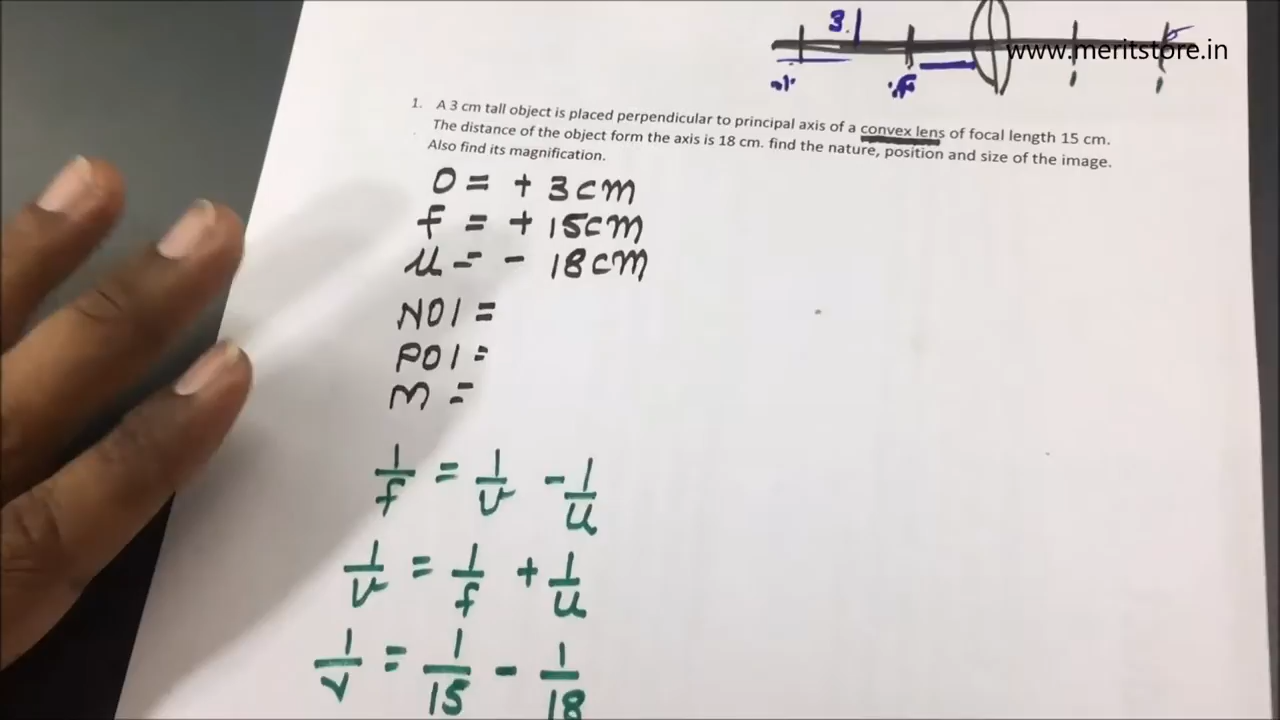 3.
www.meritstore.in
1. A 3 cm tall object is placed perpendicular to principal axis of a convex lens of focal length 15 cm.
The distance of the object form the axis is 18 cm. find the nature, position and size of the image.
Also find its magnification.
O = + 3cm
f = + 15cm
u = - 18cm
NOI =
POI =
m =
1/f = 1/v - 1/u
1/v = 1/f + 1/u
1/v = 1/15 - 1/18